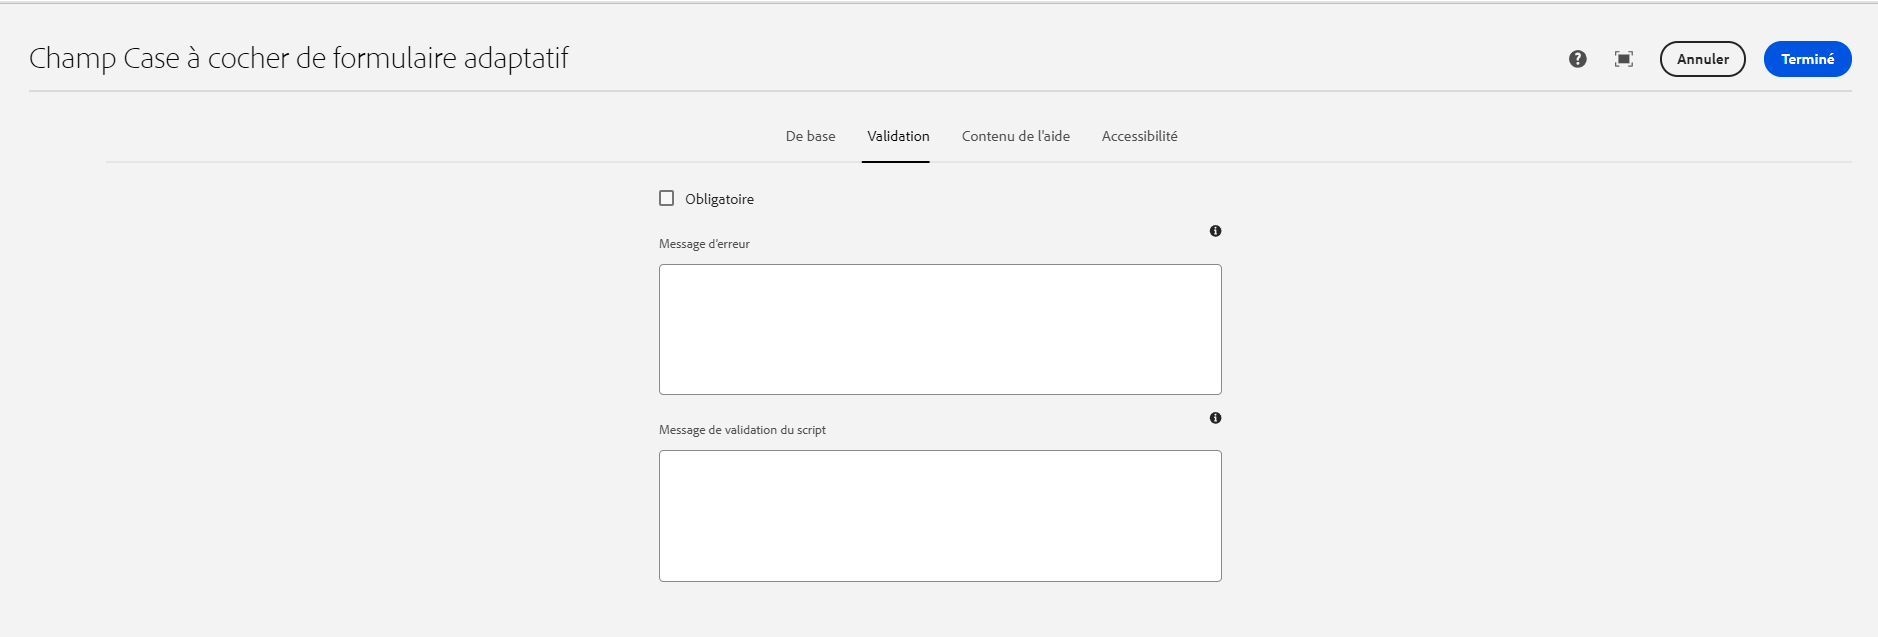 Champ Case à cocher de formulaire adaptatif
Annuler
Terminé
De base
Validation
Contenu de l'aide
Accessibilité
Obligatoire
Message d'erreur
Message de validation du script